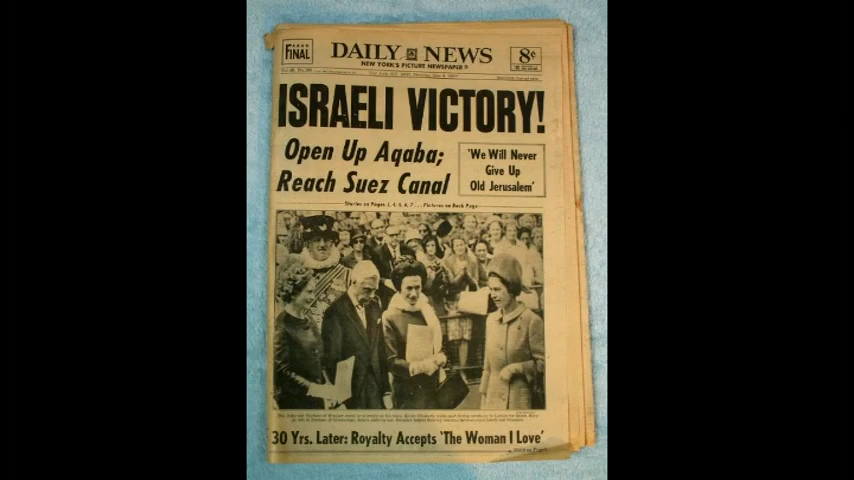 FINAL
DAILY NEWS
8¢
NEW YORK'S PICTURE NEWSPAPER®
ISRAELI VICTORY!
Open Up Aqaba;
Reach Suez Canal
'We Will Never
Give Up
Old Jerusalem'
Stories on Pages 2, 4, 5, 6, 7 . . . Pictures on Back Page
30 Yrs. Later: Royalty Accepts 'The Woman I Love'